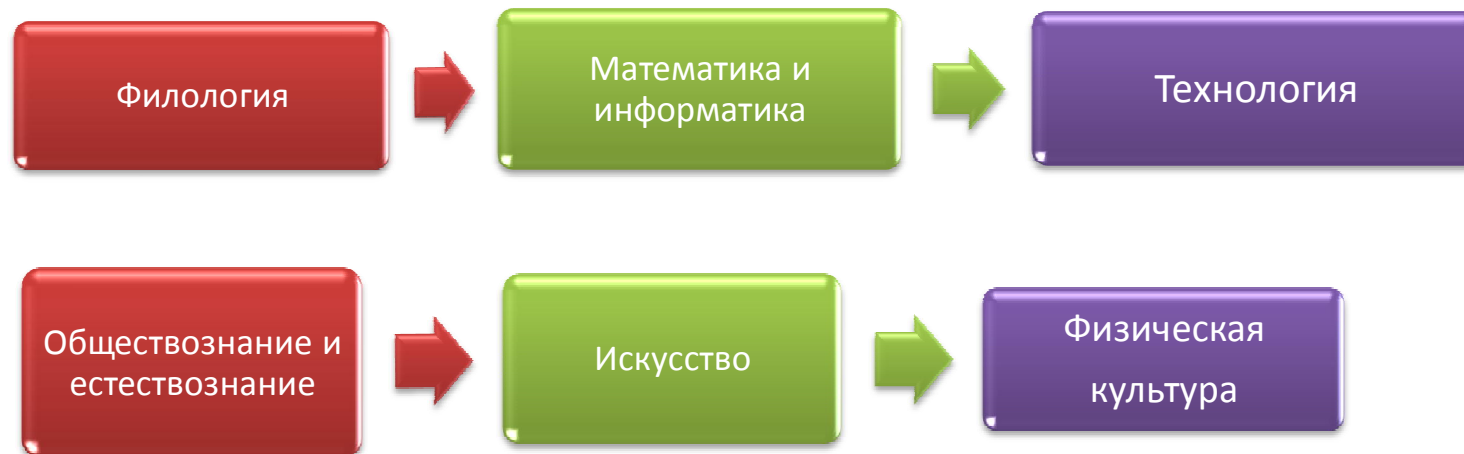 Филология
Математика и
информатика
Технология
Обществознание и
естествознание
Искусство
Физическая
культура